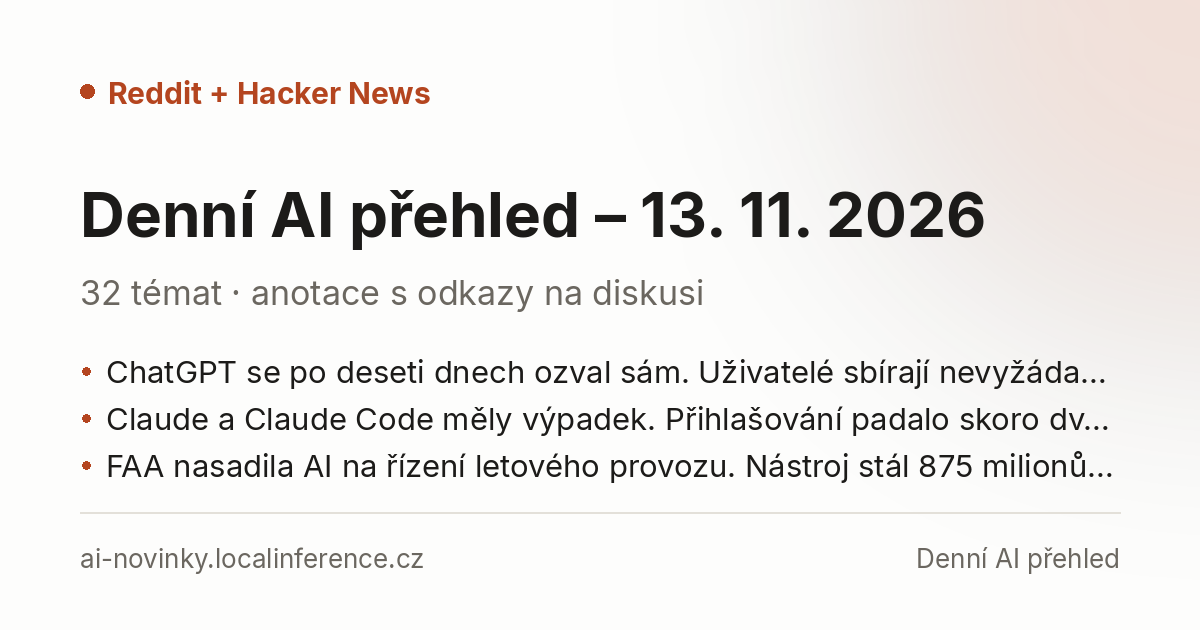 Reddit + Hacker News
Denní AI přehled – 13. 11. 2026
32 témat · anotace s odkazy na diskusi
• ChatGPT se po deseti dnech ozval sám. Uživatelé sbírají nevyžáda...
• Claude a Claude Code měly výpadek. Přihlašování padalo skoro dv...
• FAA nasadila AI na řízení letového provozu. Nástroj stál 875 milionů...
ai-novinky.localinference.cz
Denní AI přehled